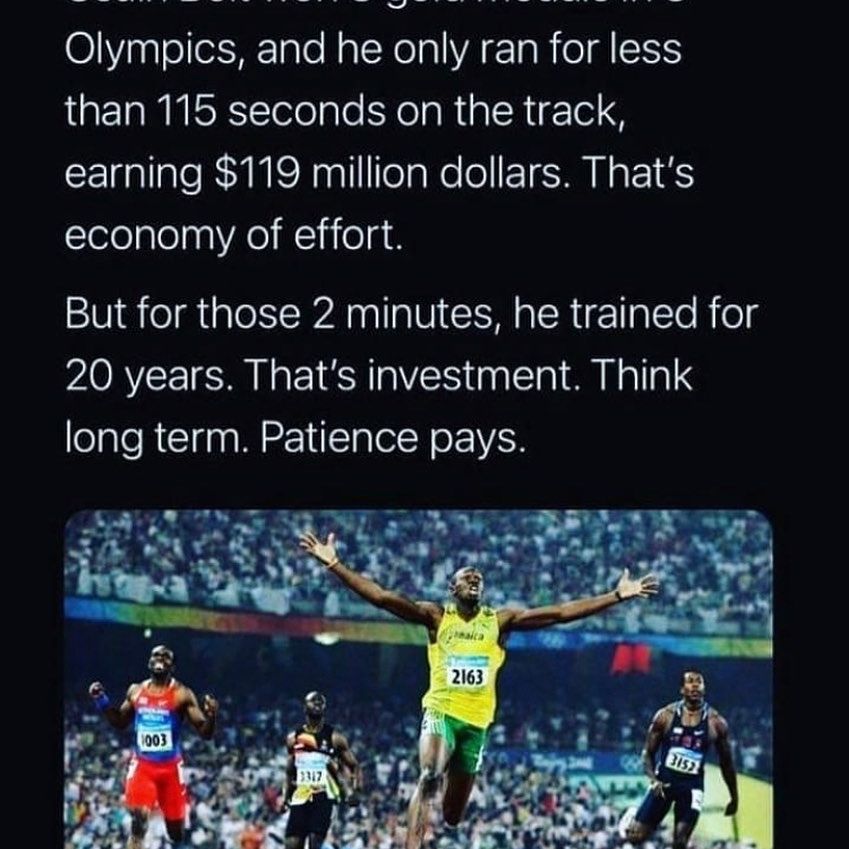 Olympics, and he only ran for less
than 115 seconds on the track,
earning $119 million dollars. That's
economy of effort.
But for those 2 minutes, he trained for
20 years. That's investment. Think
long term. Patience pays.
2163
1003
3317
3152